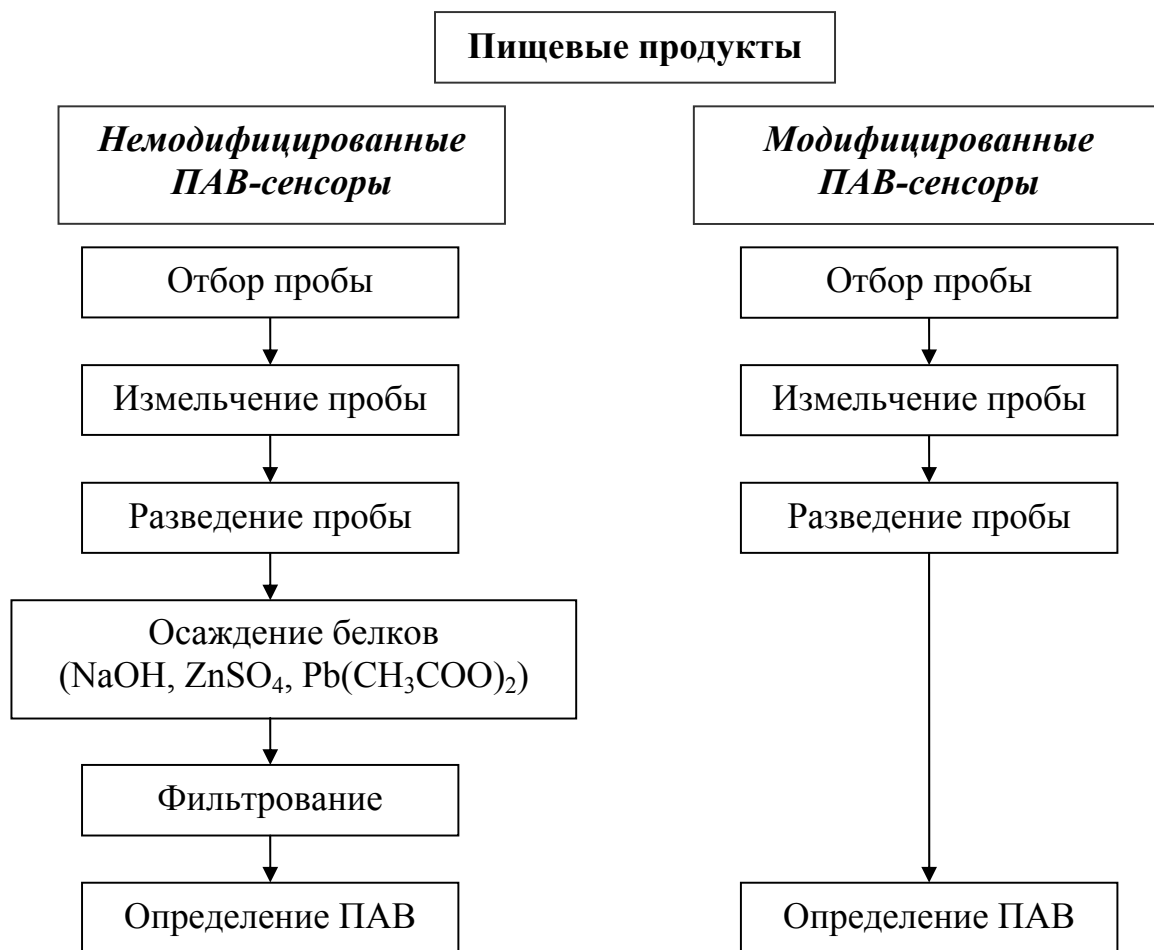 Пищевые продукты
Немодифицированные
ПАВ-сенсоры
Отбор пробы
Измельчение пробы
Разведение пробы
Осаждение белков
(NaOH, ZnSO₄, Pb(CH₃COO)₂)
Фильтрование
Определение ПАВ
Модифицированные
ПАВ-сенсоры
Отбор пробы
Измельчение пробы
Разведение пробы
Определение ПАВ